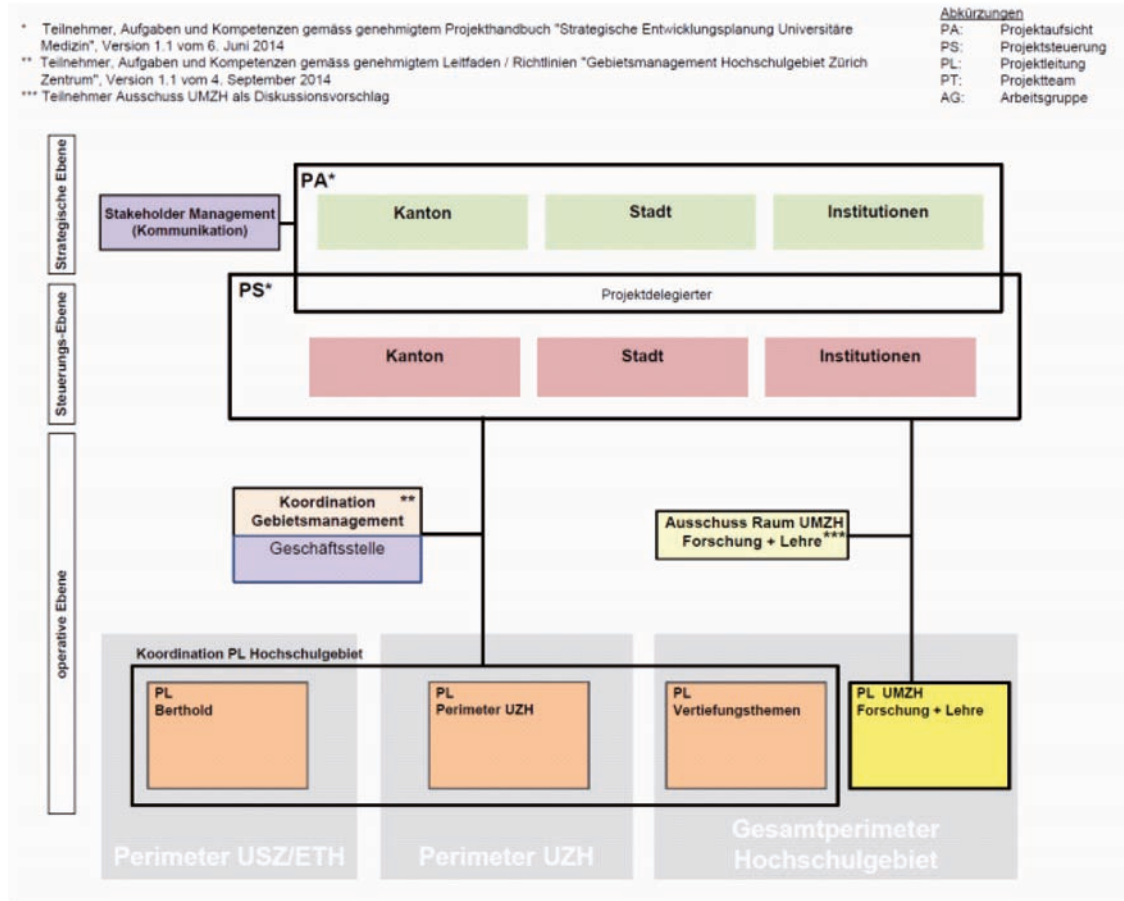 * Teilnehmer, Aufgaben und Kompetenzen gemäss genehmigtem Projekthandbuch "Strategische Entwicklungsplanung Universitäre
Medizin", Version 1.1 vom 6. Juni 2014
** Teilnehmer, Aufgaben und Kompetenzen gemäss genehmigtem Leitfaden / Richtlinien "Gebietsmanagement Hochschulgebiet Zürich
Zentrum", Version 1.1 vom 4. September 2014
*** Teilnehmer Ausschuss UMZH als Diskussionsvorschlag
Abkürzungen
PA: Projektaufsicht
PS: Projektsteuerung
PL: Projektleitung
PT: Projektteam
AG: Arbeitsgruppe
Strategische Ebene
Stakeholder Management
(Kommunikation)
PA*
Kanton
Stadt
Institutionen
Steuerungs-Ebene
PS*
Projektdelegierter
Kanton
Stadt
Institutionen
operative Ebene
Koordination **
Gebietsmanagement
Geschäftsstelle
Ausschuss Raum UMZH
Forschung + Lehre***
Koordination PL Hochschulgebiet
PL
Berthold
PL
Perimeter UZH
PL
Vertiefungsthemen
PL UMZH
Forschung + Lehre
Perimeter USZ/ETH
Perimeter UZH
Gesamtperimeter
Hochschulgebiet